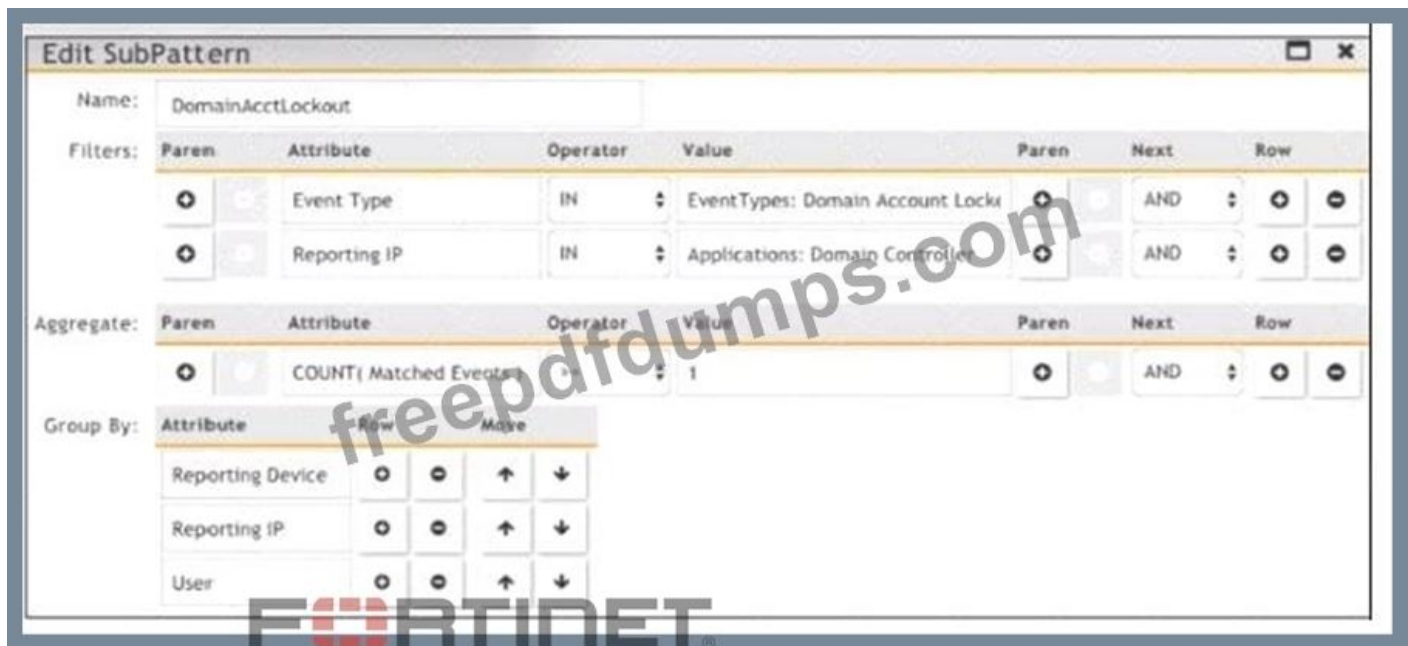 Edit SubPattern
Name: DomainAcctLockout
Filters: Paren Attribute Operator Value Paren Next Row
Event Type IN EventTypes: Domain Account Locko AND
Reporting IP IN Applications: Domain Controller AND
Aggregate: Paren Attribute Operator Value Paren Next Row
COUNT( Matched Events ) >= 1 AND
Group By: Attribute Row Move
Reporting Device
Reporting IP
User
freepdfdumps.com
FORTINET®